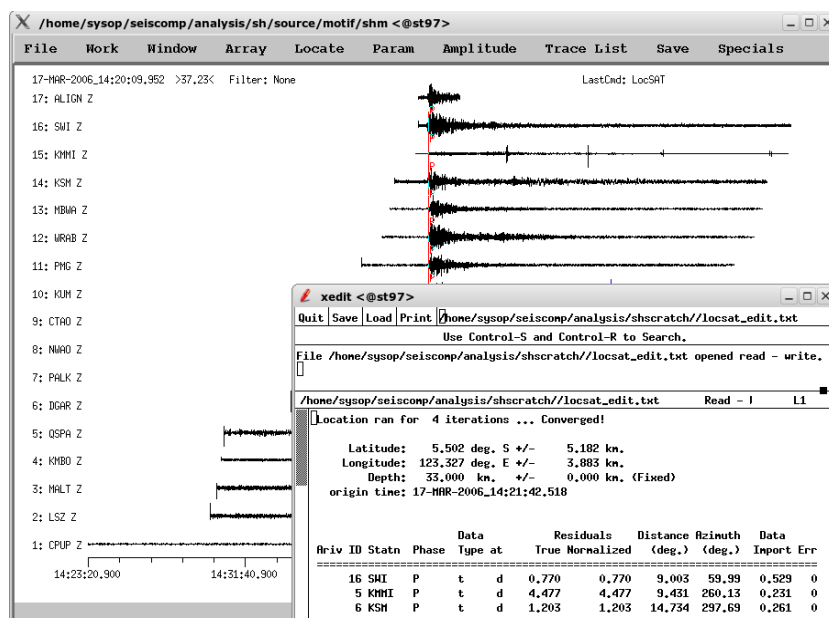 /home/sysop/seiscomp/analysis/sh/source/motif/shm <@st97>
File Work Window Array Locate Param Amplitude Trace List Save Specials
17-MAR-2006_14:20:09.952 >37.23< Filter: None LastCmd: LocSAT
17: ALIGN Z
16: SWI Z
15: KMMI Z
14: KSM Z
13: MBWA Z
12: WRAB Z
11: PMG Z
10: KUM Z
9: CTAO Z
8: NWAO Z
7: PALK Z
6: DGAR Z
5: QSPA Z
4: KMBO Z
3: MALT Z
2: LSZ Z
1: CPUP Z
14:23:20.900 14:31:40.900
xedit <@st97>
Quit Save Load Print /home/sysop/seiscomp/analysis/shscratch//locsat_edit.txt
Use Control-S and Control-R to Search.
File /home/sysop/seiscomp/analysis/shscratch//locsat_edit.txt opened read - write.
/home/sysop/seiscomp/analysis/shscratch//locsat_edit.txt Read - L1
Location ran for 4 iterations ... Converged!
Latitude: 5.502 deg. S +/- 5.182 km.
Longitude: 123.327 deg. E +/- 3.883 km.
Depth: 33.000 km. +/- 0.000 km. (Fixed)
origin time: 17-MAR-2006_14:21:42.518
Data Residuals Distance Azimuth Data
Ariv ID Statn Phase Type at True Normalized (deg.) (deg.) Import Err
16 SWI P t d 0.770 0.770 9.003 59.99 0.529 0
5 KMMI P t d 4.477 4.477 9.431 260.13 0.231 0
6 KSM P t d 1.203 1.203 14.734 297.69 0.261 0